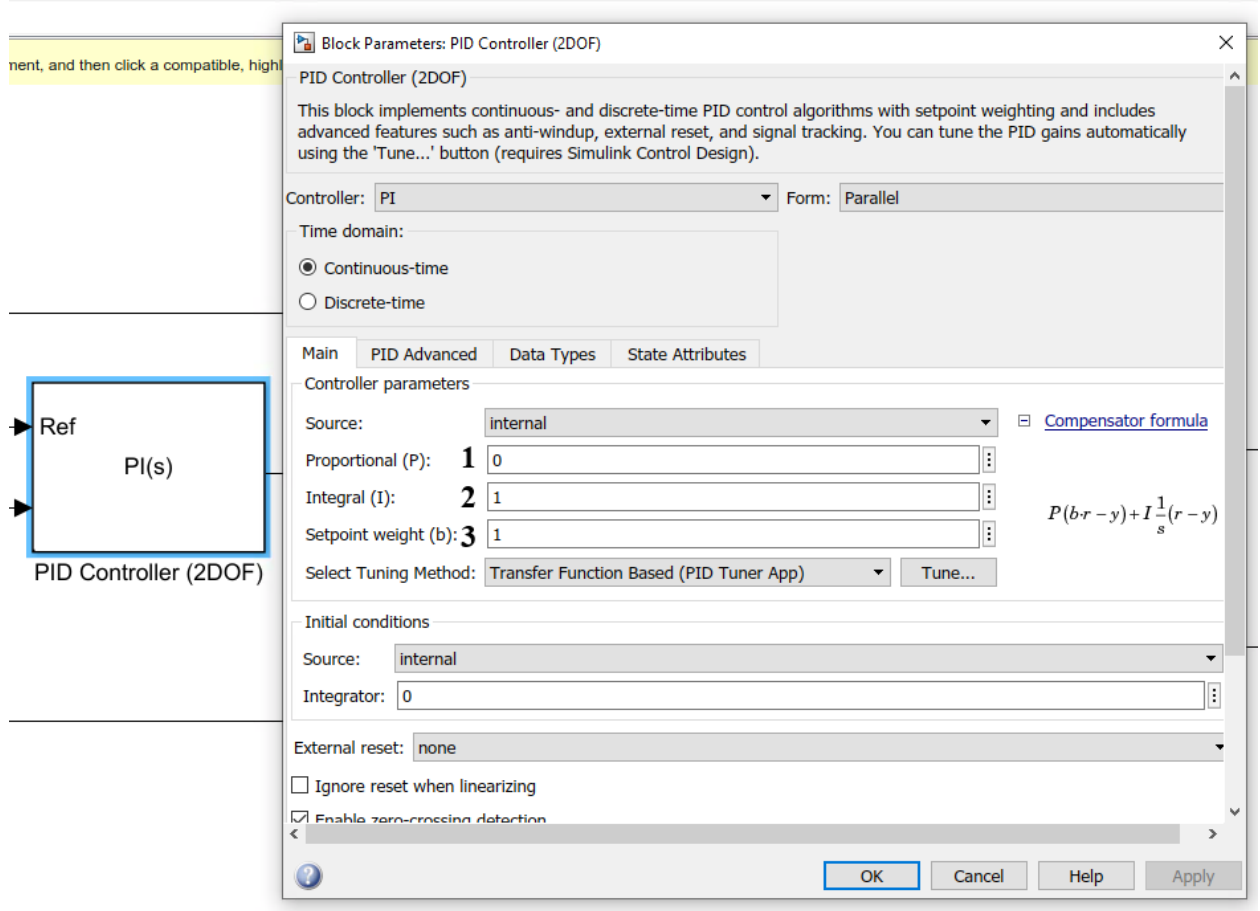 Block Parameters: PID Controller (2DOF)
ment, and then click a compatible, highl
PID Controller (2DOF)
This block implements continuous- and discrete-time PID control algorithms with setpoint weighting and includes
advanced features such as anti-windup, external reset, and signal tracking. You can tune the PID gains automatically
using the 'Tune...' button (requires Simulink Control Design).
Controller: PI Form: Parallel
Time domain:
Continuous-time
Discrete-time
Main PID Advanced Data Types State Attributes
Controller parameters
Source: internal Compensator formula
Proportional (P): 1 0
Integral (I): 2 1
P(b·r − y) + I 1/s (r − y)
Setpoint weight (b): 3 1
Select Tuning Method: Transfer Function Based (PID Tuner App) Tune...
Initial conditions
Source: internal
Integrator: 0
External reset: none
Ignore reset when linearizing
Enable zero-crossing detection
OK Cancel Help Apply
Ref
PI(s)
PID Controller (2DOF)